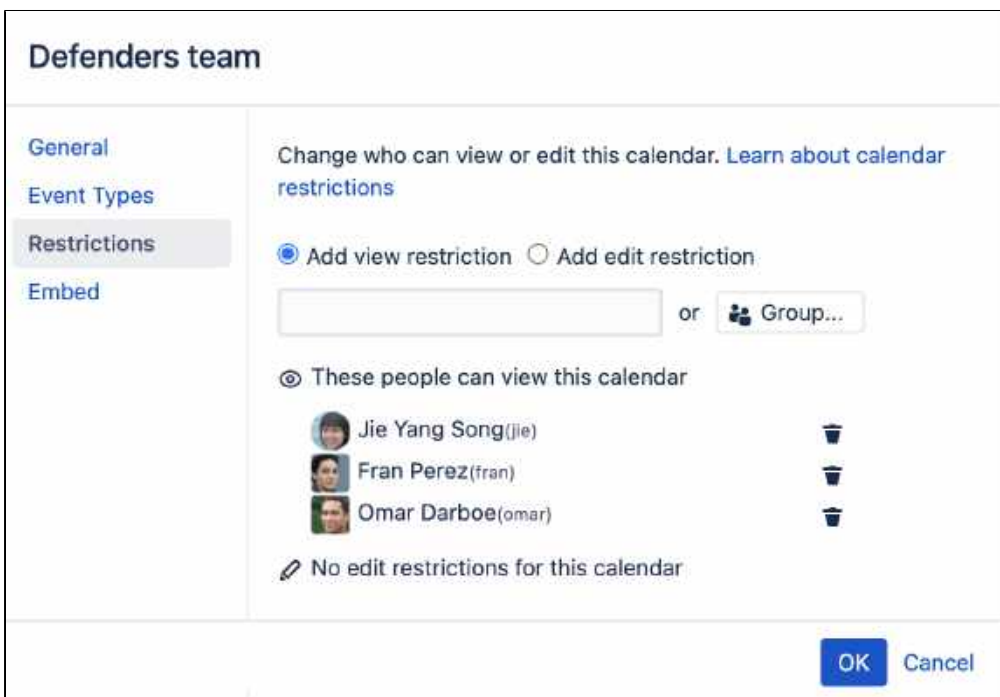 Defenders team
General
Event Types
Restrictions
Embed
Change who can view or edit this calendar. Learn about calendar
restrictions
Add view restriction Add edit restriction
or Group...
These people can view this calendar
Jie Yang Song(jie)
Fran Perez(fran)
Omar Darboe(omar)
No edit restrictions for this calendar
OK Cancel